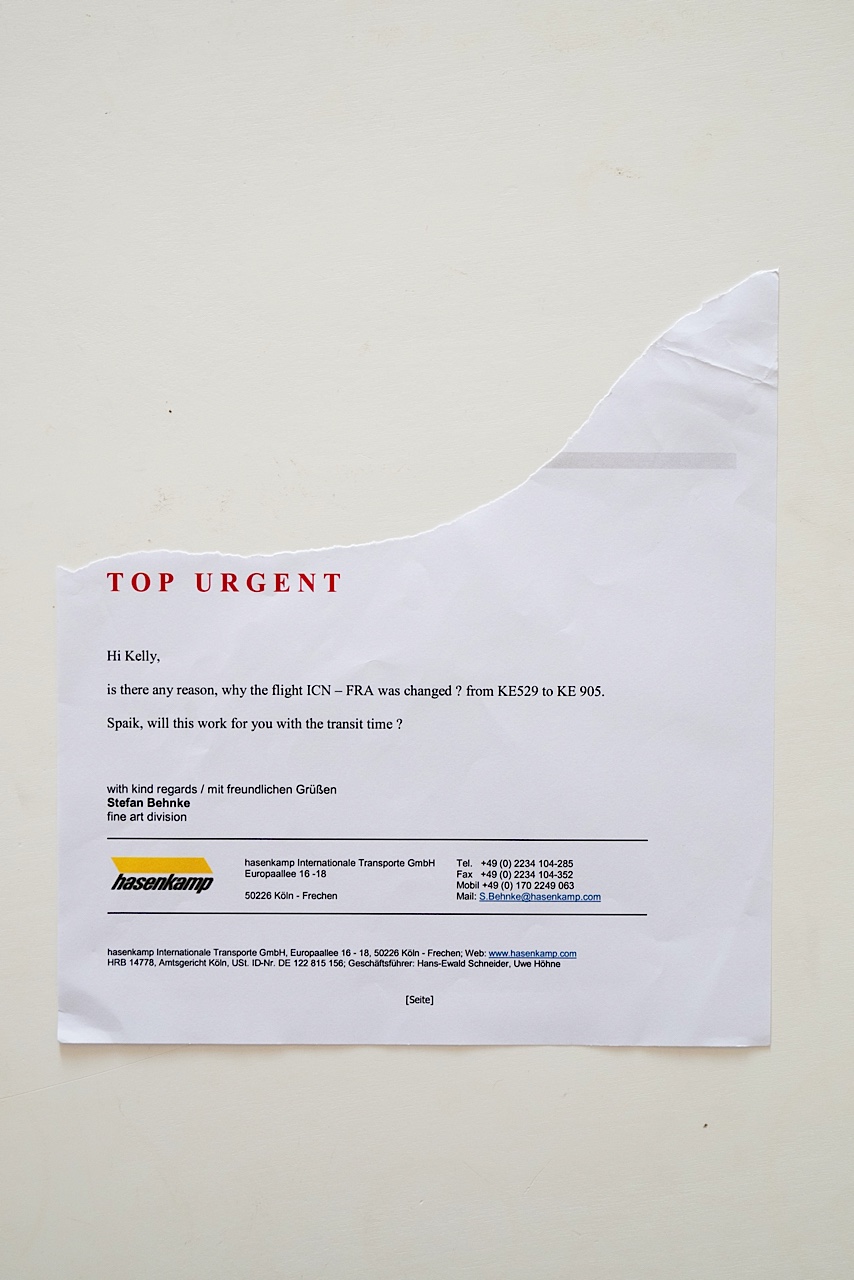 TOP URGENT
Hi Kelly,
is there any reason, why the flight ICN – FRA was changed ? from KE529 to KE 905.
Spaik, will this work for you with the transit time ?
with kind regards / mit freundlichen Grüßen
Stefan Behnke
fine art division
hasenkamp
hasenkamp Internationale Transporte GmbH
Europaallee 16 -18
50226 Köln - Frechen
Tel. +49 (0) 2234 104-285
Fax +49 (0) 2234 104-352
Mobil +49 (0) 170 2249 063
Mail: S.Behnke@hasenkamp.com
hasenkamp Internationale Transporte GmbH, Europaallee 16 - 18, 50226 Köln - Frechen; Web: www.hasenkamp.com
HRB 14778, Amtsgericht Köln, USt. ID-Nr. DE 122 815 156; Geschäftsführer: Hans-Ewald Schneider, Uwe Höhne
[Seite]